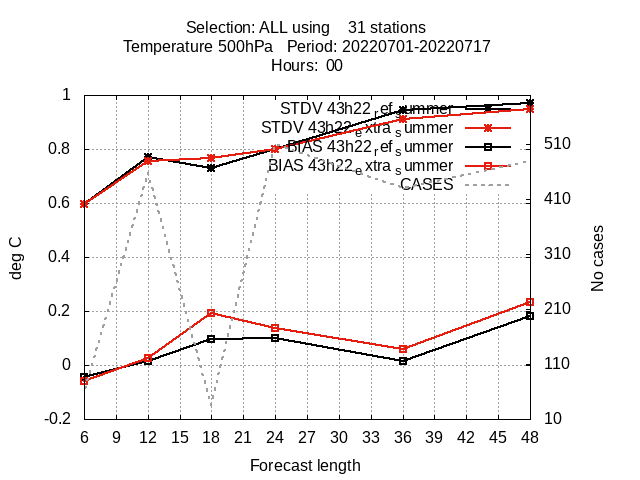 Selection: ALL using    31 stations
Temperature 500hPa   Period: 20220701-20220717
Hours:  00
1
0.8
0.6
0.4
0.2
0
-0.2
deg C
STDV 43h22_ref_summer
STDV 43h22_extra_summer
BIAS 43h22_ref_summer
BIAS 43h22_extra_summer
CASES
510
410
310
210
110
10
No cases
6 9 12 15 18 21 24 27 30 33 36 39 42 45 48
Forecast length